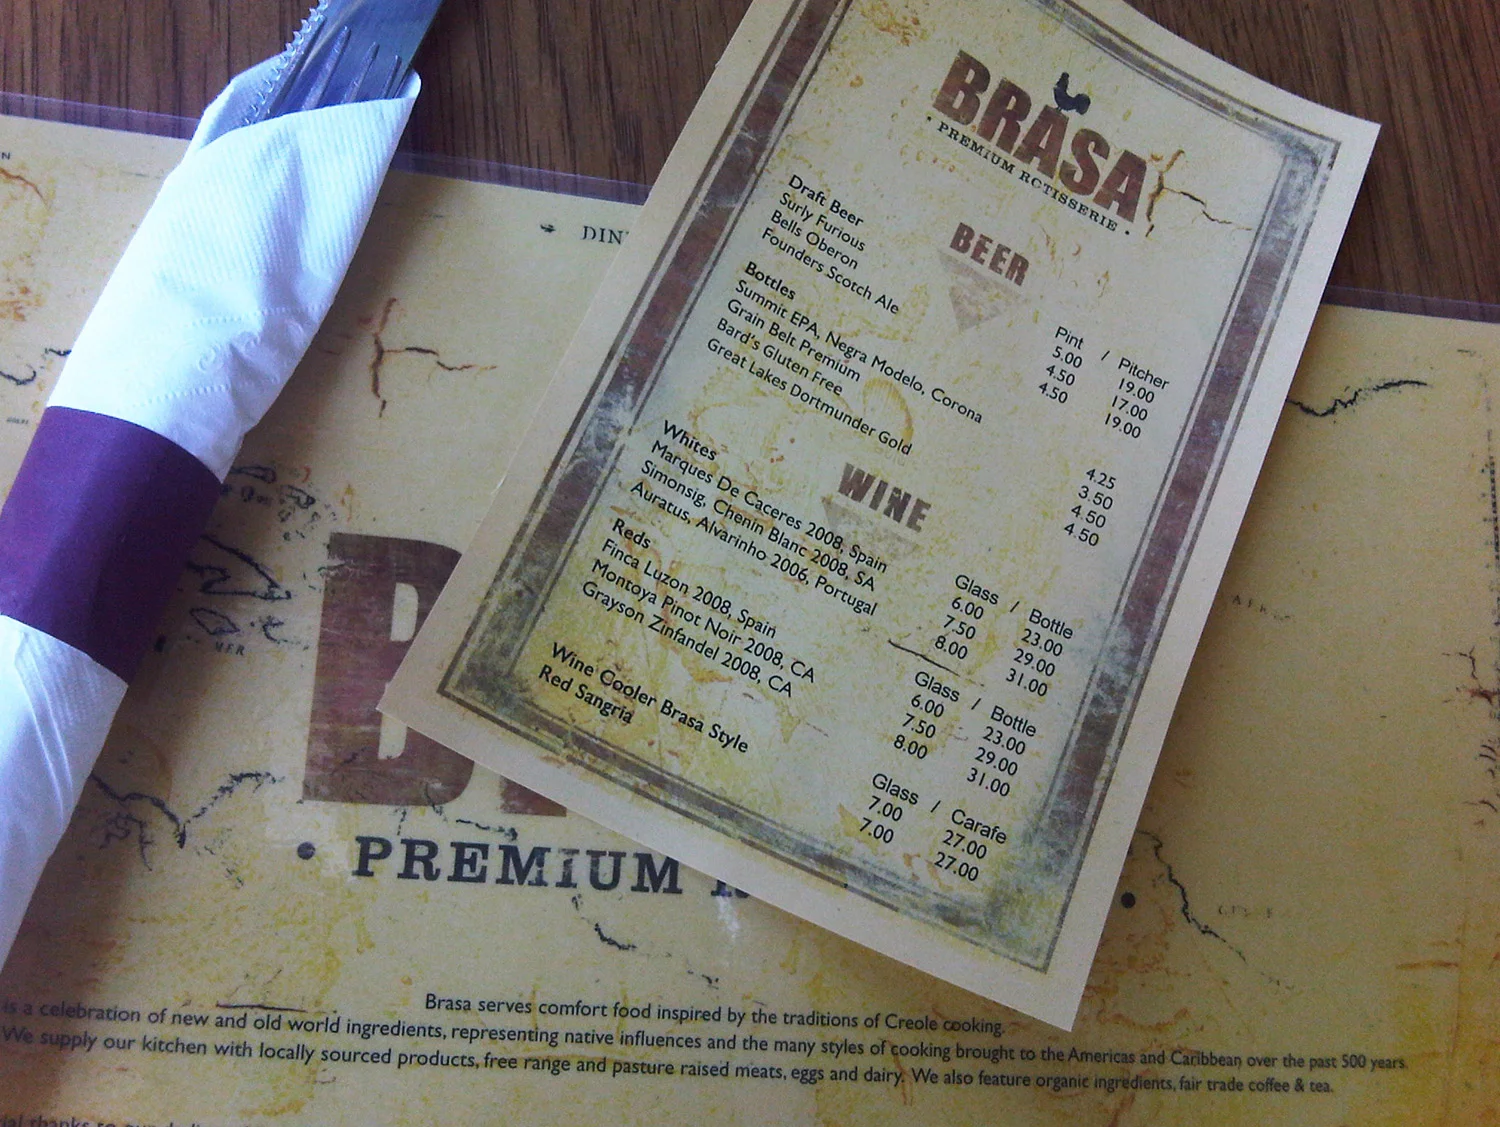 BRASA
• PREMIUM ROTISSERIE •
BEER
Draft Beer Pint / Pitcher
Surly Furious 5.00 19.00
Bells Oberon 4.50 17.00
Founders Scotch Ale 4.50 19.00
Bottles
Summit EPA, Negra Modelo, Corona 4.25
Grain Belt Premium 3.50
Bard's Gluten Free 4.50
Great Lakes Dortmunder Gold 4.50
WINE
Whites Glass / Bottle
Marques De Caceres 2008, Spain 6.00 23.00
Simonsig, Chenin Blanc 2008, SA 7.50 29.00
Auratus, Alvarinho 2006, Portugal 8.00 31.00
Reds Glass / Bottle
Finca Luzon 2008, Spain 6.00 23.00
Montoya Pinot Noir 2008, CA 7.50 29.00
Grayson Zinfandel 2008, CA 8.00 31.00
Glass / Carafe
Wine Cooler Brasa Style 7.00 27.00
Red Sangria 7.00 27.00
DIN
B
• PREMIUM R •
Brasa serves comfort food inspired by the traditions of Creole cooking.
is a celebration of new and old world ingredients, representing native influences and the many styles of cooking brought to the Americas and Caribbean over the past 500 years.
We supply our kitchen with locally sourced products, free range and pasture raised meats, eggs and dairy. We also feature organic ingredients, fair trade coffee & tea.
ial thanks to our